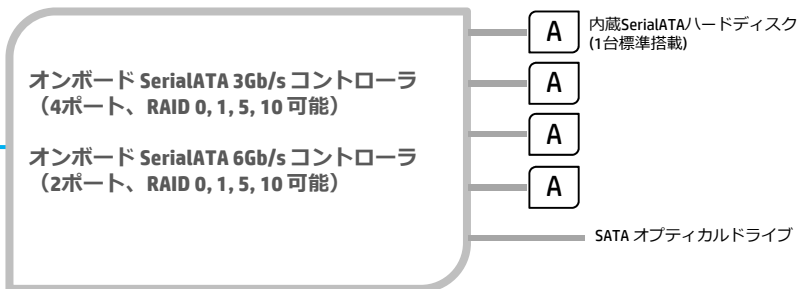 オンボード SerialATA 3Gb/s コントローラ
（4ポート、RAID 0, 1, 5, 10 可能）
オンボード SerialATA 6Gb/s コントローラ
（2ポート、RAID 0, 1, 5, 10 可能）
A
内蔵SerialATAハードディスク
(1台標準搭載)
A
A
A
SATA オプティカルドライブ